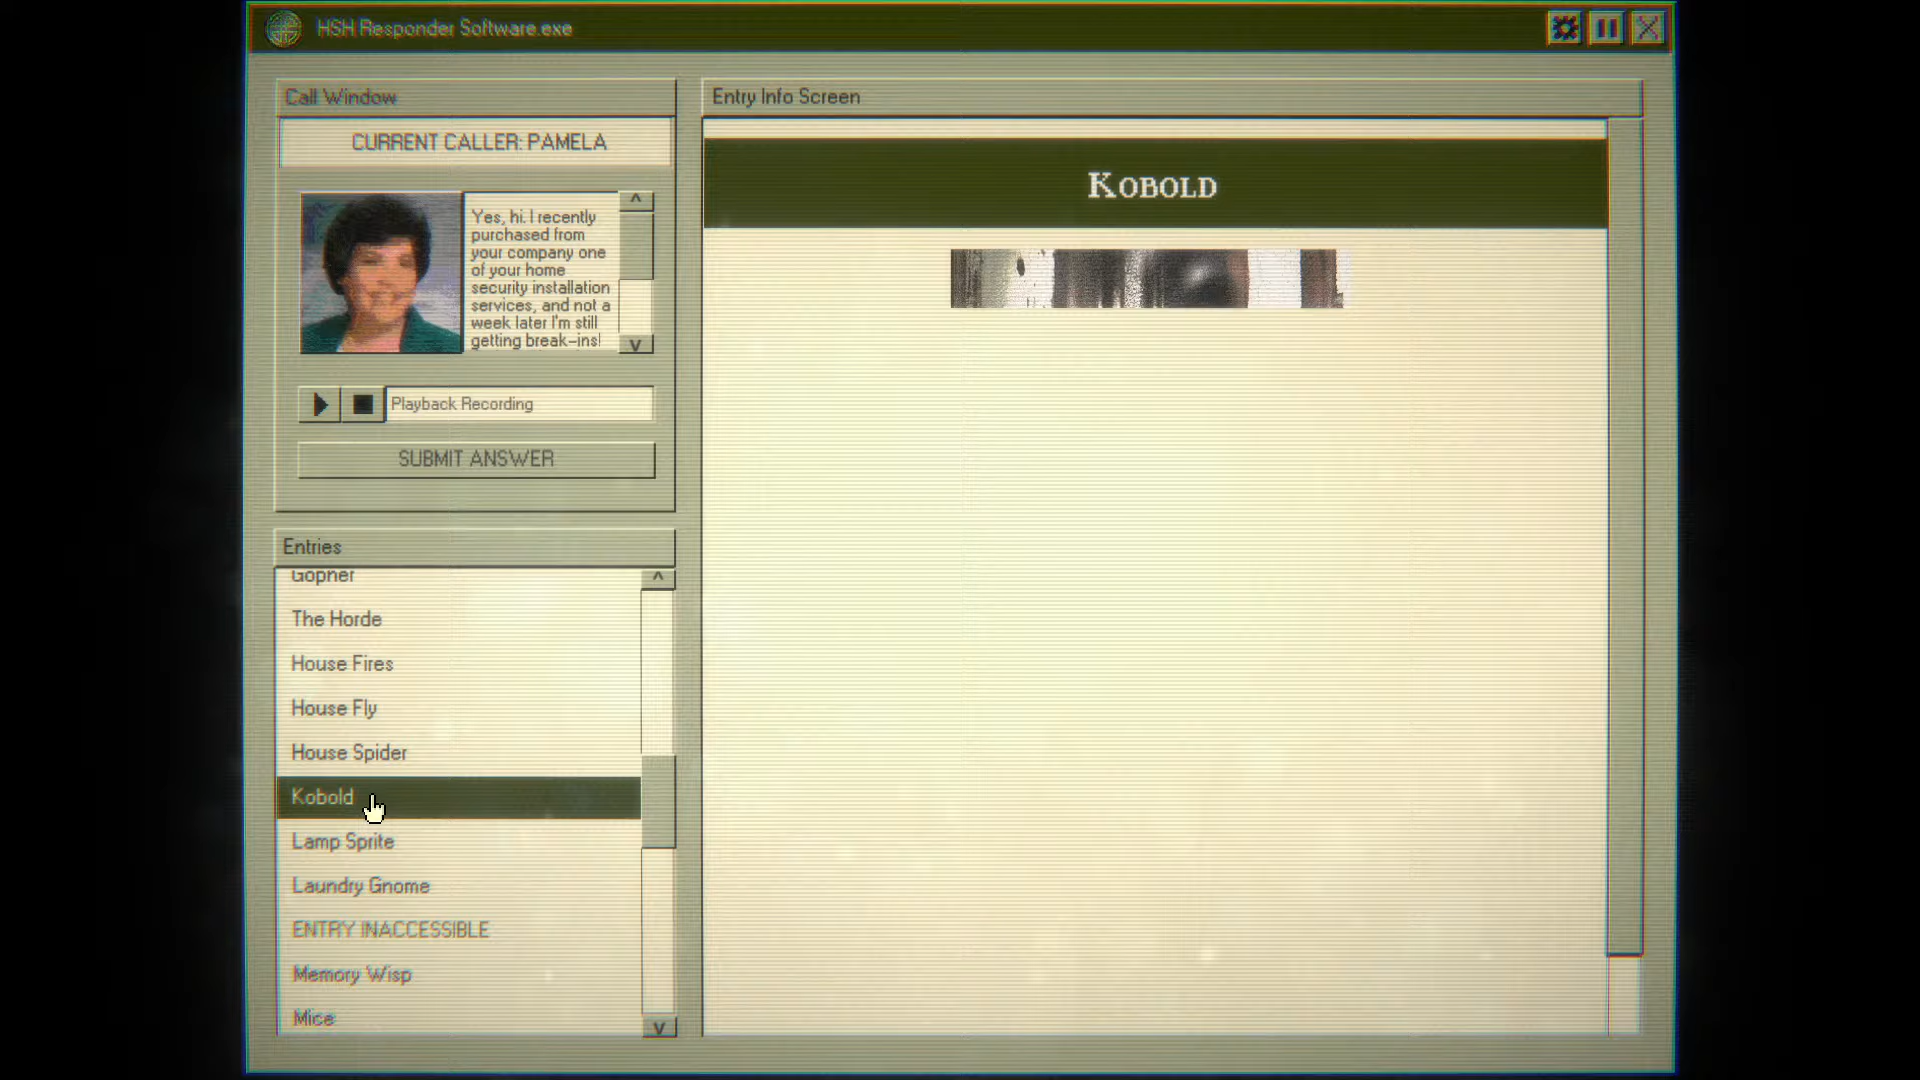 HSH Responder Software.exe
Call Window
CURRENT CALLER: PAMELA
Yes, hi. I recently
purchased from
your company one
of your home
security installation
services, and not a
week later I'm still
getting break-ins!
Playback Recording
SUBMIT ANSWER
Entries
Gopher
The Horde
House Fires
House Fly
House Spider
Kobold
Lamp Sprite
Laundry Gnome
ENTRY INACCESSIBLE
Memory Wisp
Mice
Entry Info Screen
KOBOLD